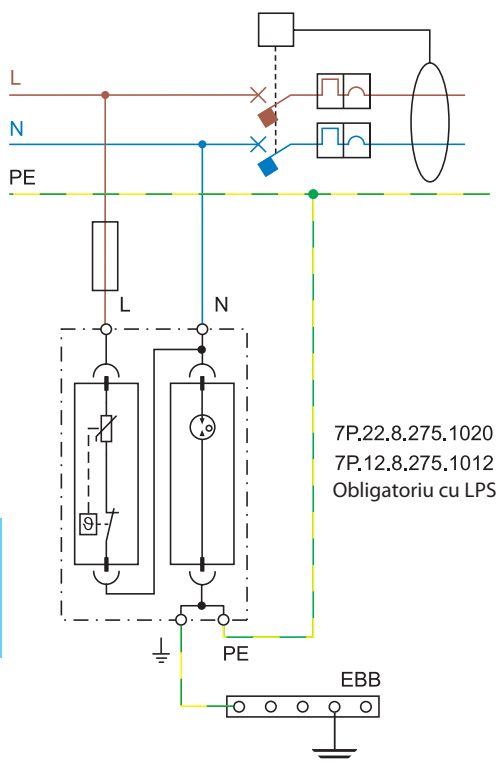 L
N
PE
L
N
7P.22.8.275.1020
7P.12.8.275.1012
Obligatoriu cu LPS
ϑ
PE
EBB